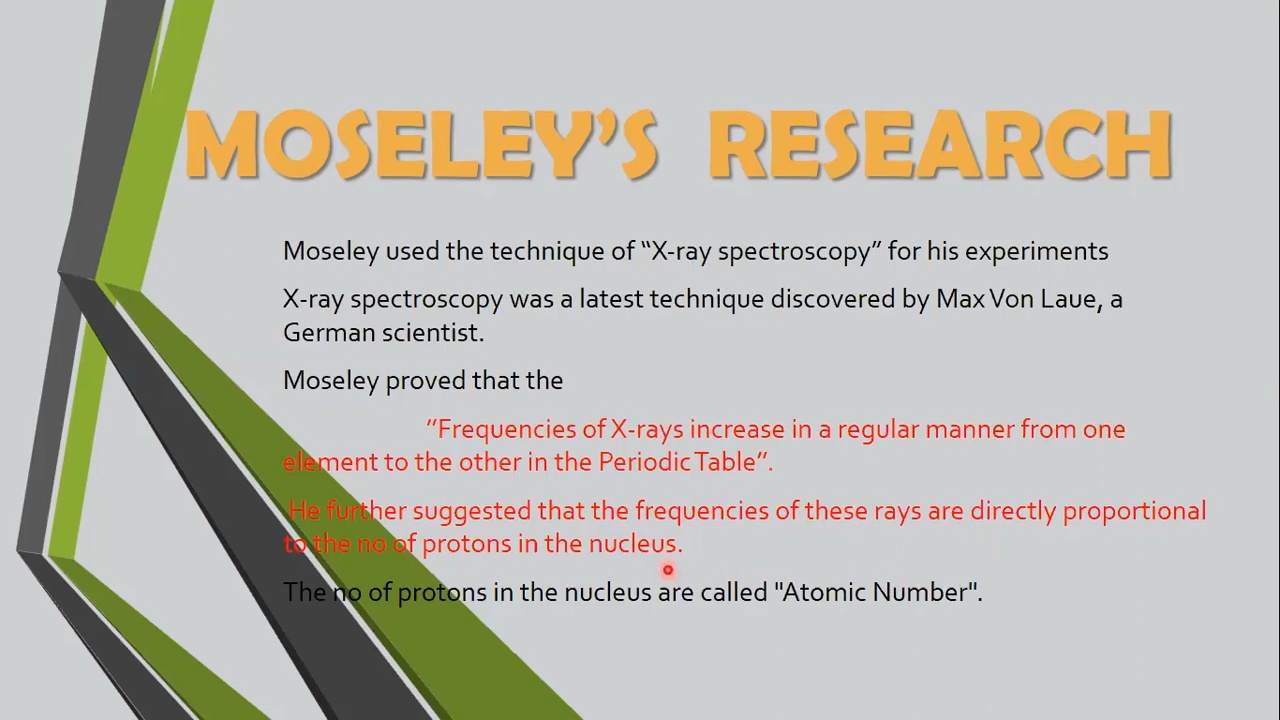 MOSELEY’S RESEARCH
Moseley used the technique of “X-ray spectroscopy” for his experiments
X-ray spectroscopy was a latest technique discovered by Max Von Laue, a
German scientist.
Moseley proved that the
“Frequencies of X-rays increase in a regular manner from one
element to the other in the Periodic Table”.
He further suggested that the frequencies of these rays are directly proportional
to the no of protons in the nucleus.
The no of protons in the nucleus are called "Atomic Number".